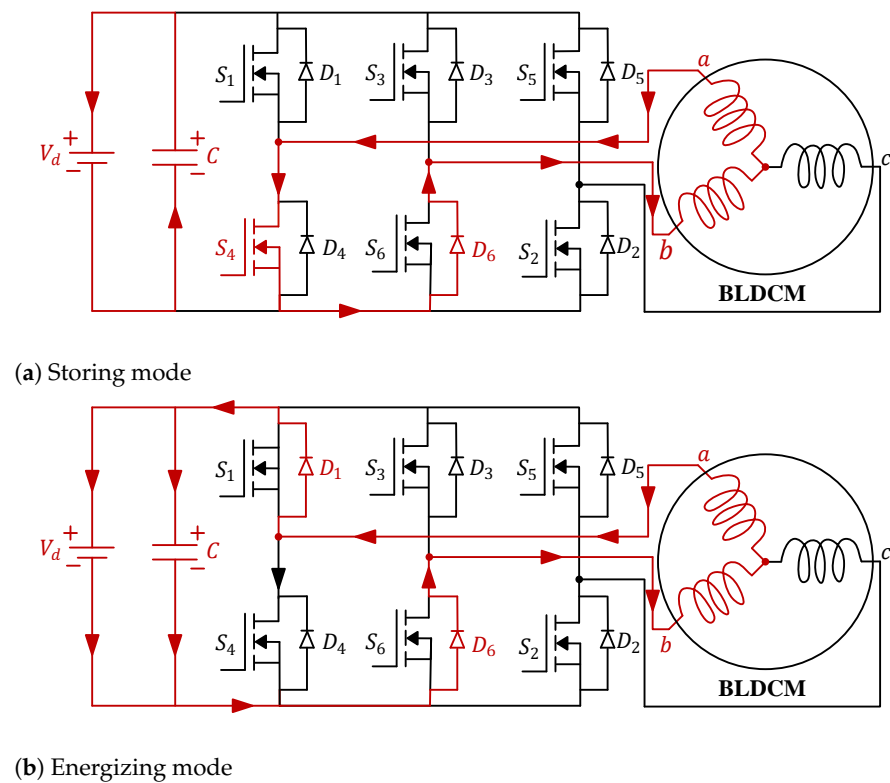 a
S1 D1 S3 D3 S5 D5
Vd + − + − C c
S4 D4 S6 D6 S2 D2 b
BLDCM
(a) Storing mode
a
S1 D1 S3 D3 S5 D5
Vd + − + − C c
S4 D4 S6 D6 S2 D2 b
BLDCM
(b) Energizing mode